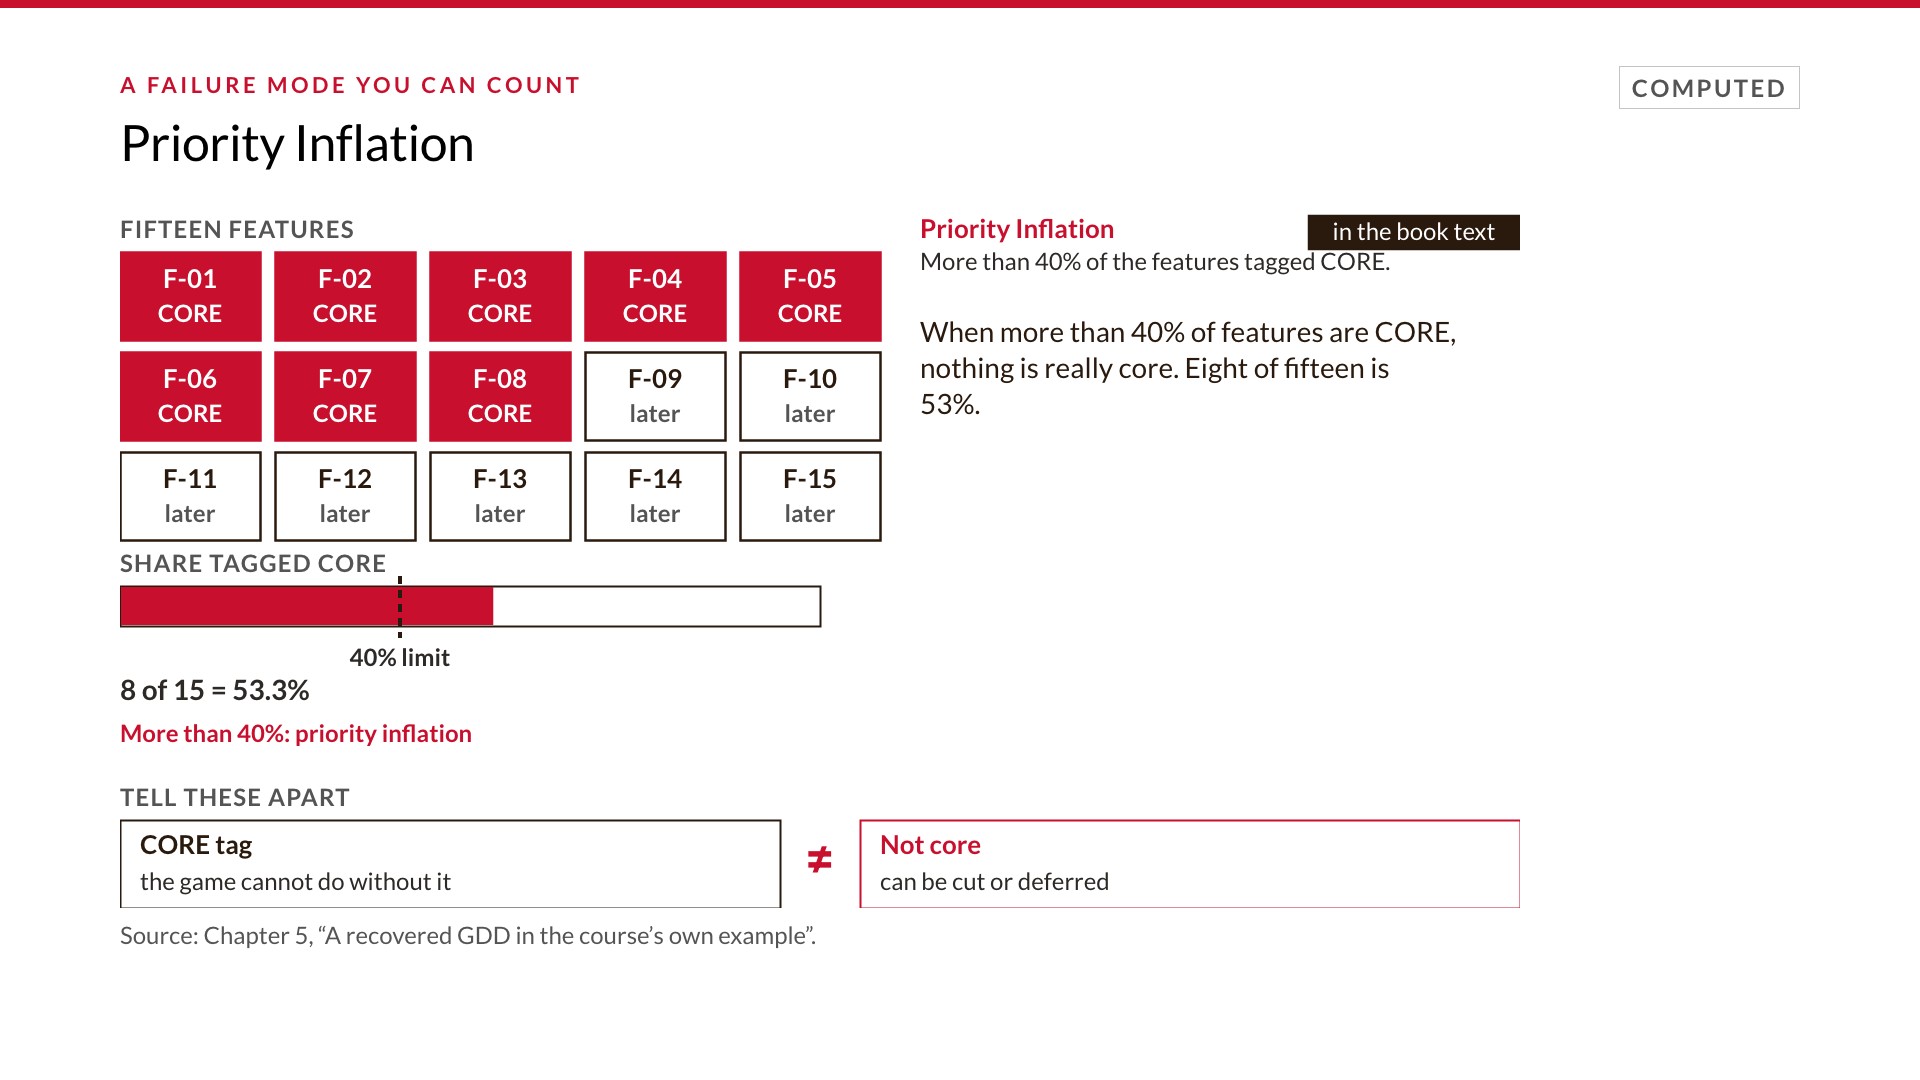 A FAILURE MODE YOU CAN COUNT
COMPUTED
Priority Inflation
FIFTEEN FEATURES
F-01 F-02 F-03 F-04 F-05
CORE CORE CORE CORE CORE
F-06 F-07 F-08 F-09 F-10
CORE CORE CORE later later
F-11 F-12 F-13 F-14 F-15
later later later later later
SHARE TAGGED CORE
40% limit
8 of 15 = 53.3%
More than 40%: priority inflation
Priority Inflation
in the book text
More than 40% of the features tagged CORE.
When more than 40% of features are CORE,
nothing is really core. Eight of fifteen is
53%.
TELL THESE APART
CORE tag
the game cannot do without it
≠
Not core
can be cut or deferred
Source: Chapter 5, “A recovered GDD in the course’s own example”.